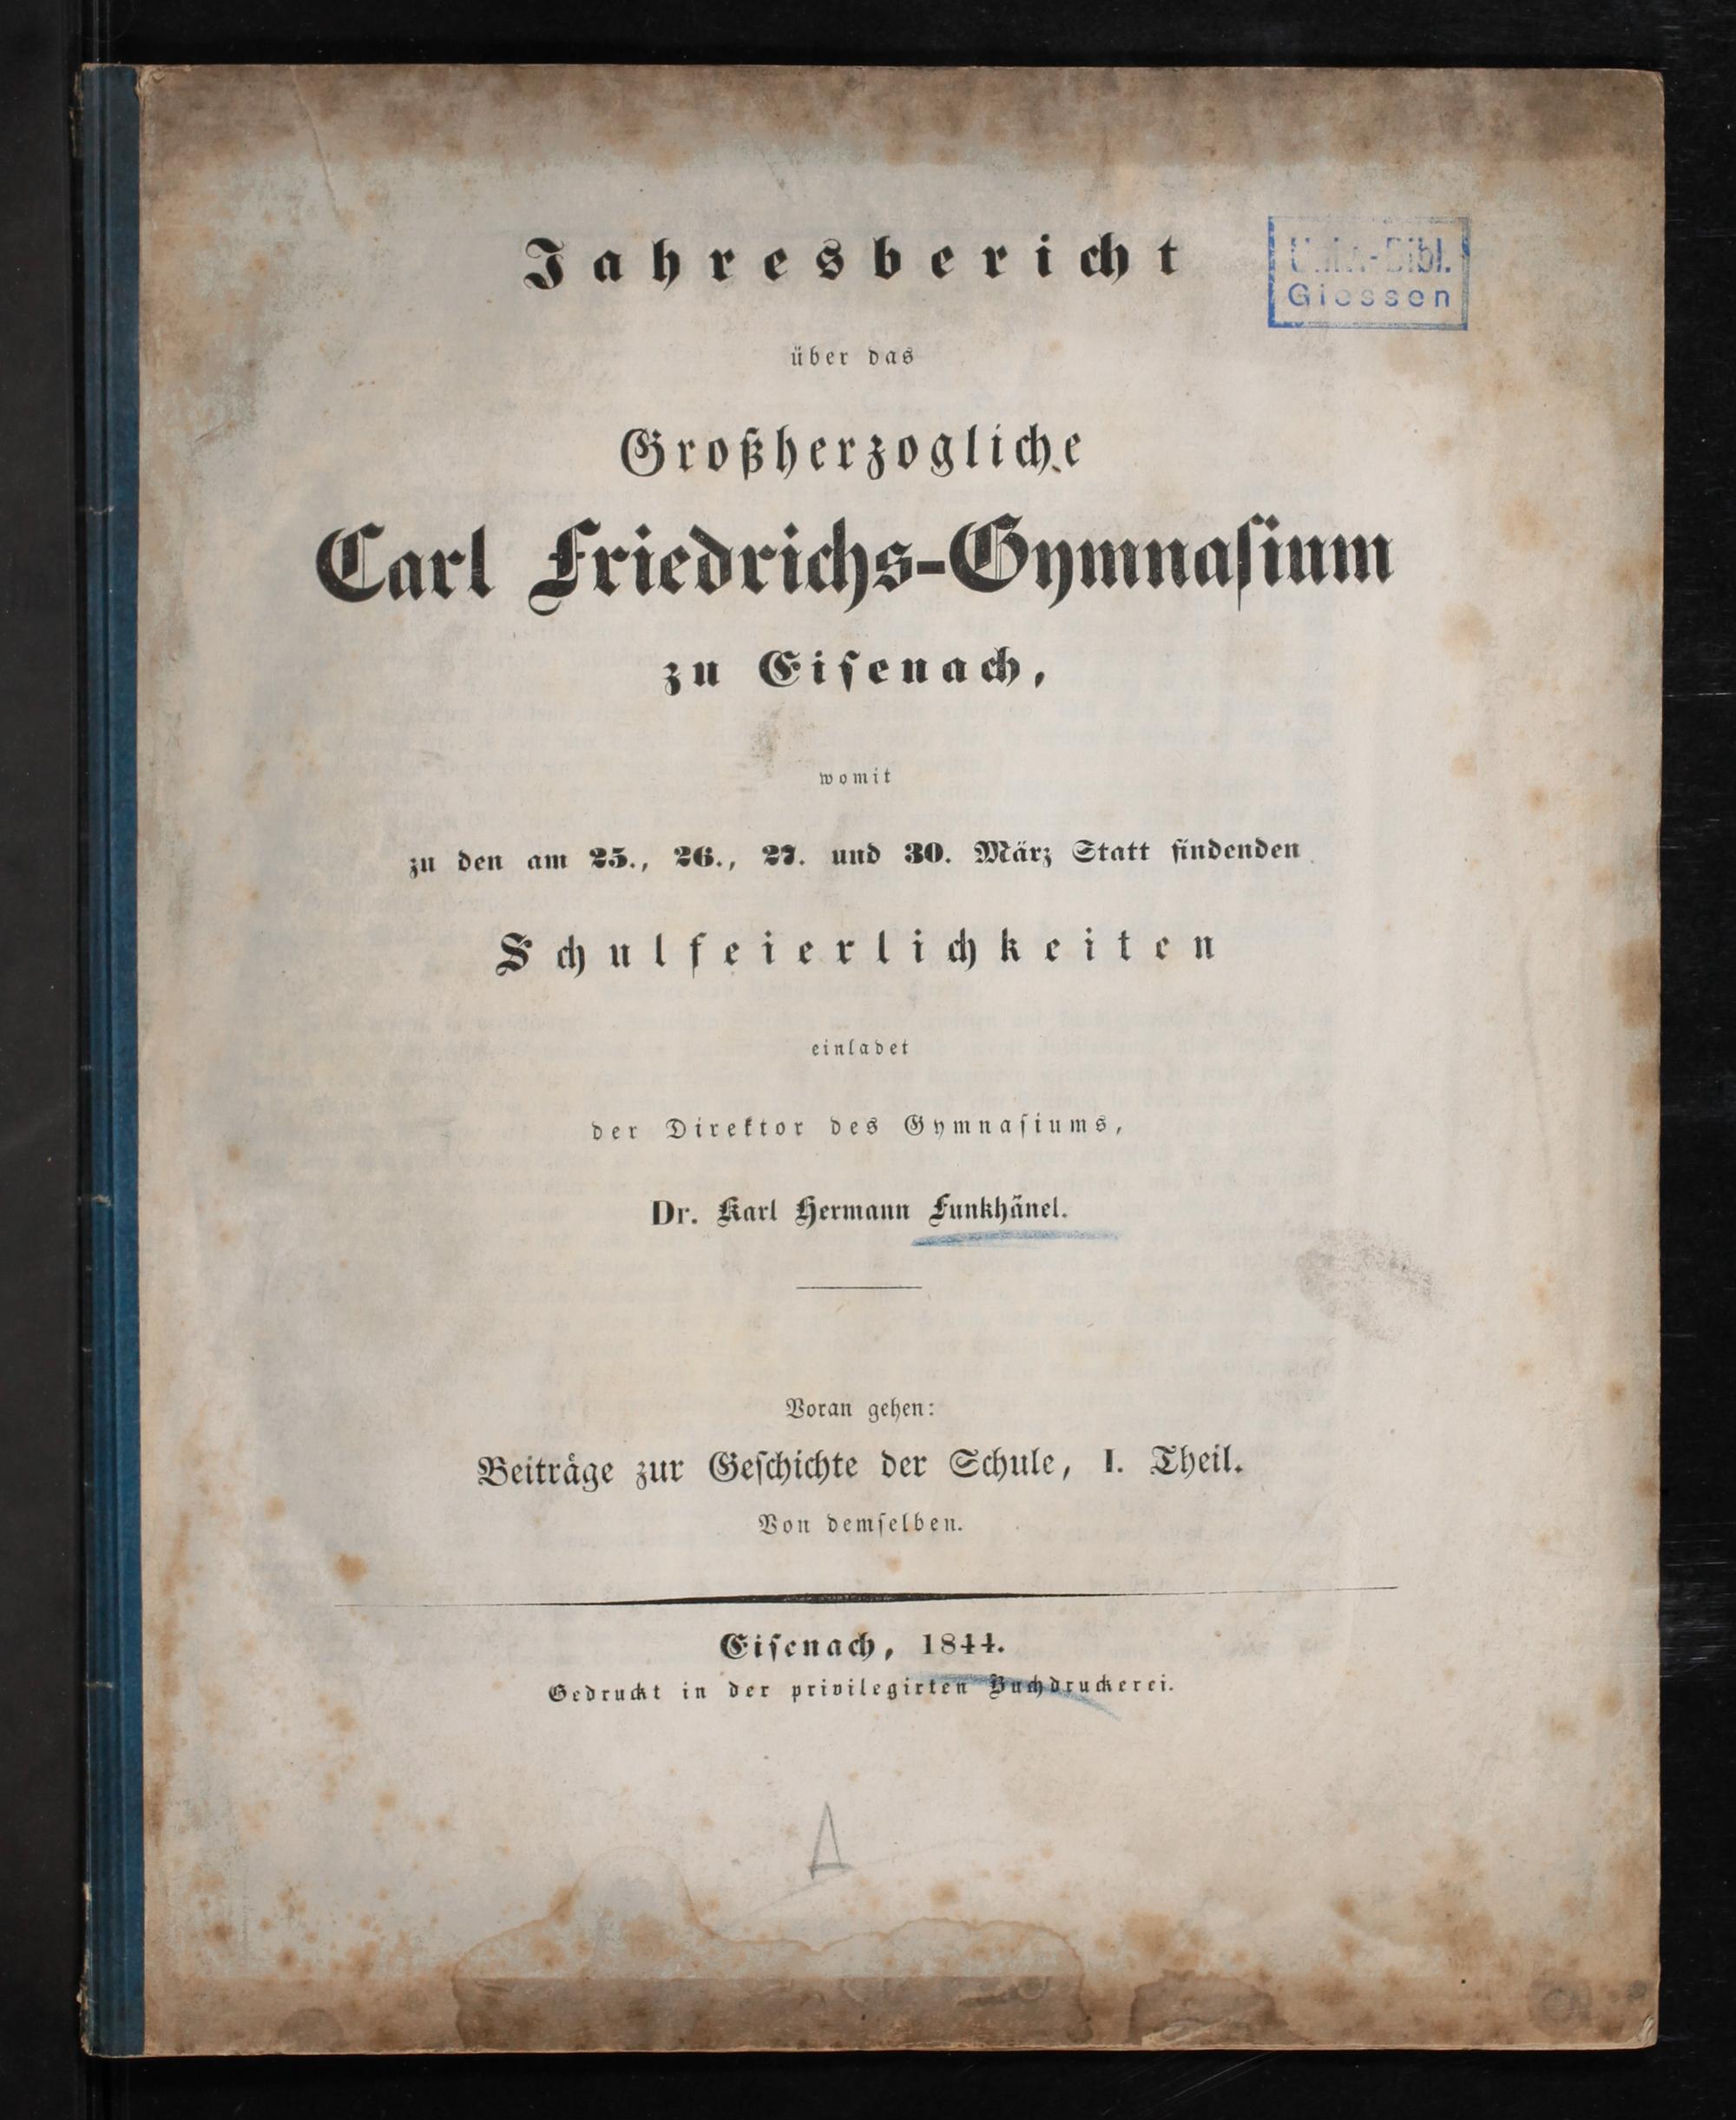 Jahresbericht
Univ.-Bibl.
Giessen
über das
Großherzogliche
Carl Friedrichs-Gymnasium
zu Eisenach,
womit
zu den am 25., 26., 27. und 30. März Statt findenden
Schulfeierlichkeiten
einladet
der Direktor des Gymnasiums,
Dr. Karl Hermann Funkhänel.
Voran gehen:
Beiträge zur Geschichte der Schule, I. Theil.
Von demselben.
Eisenach, 1844.
Gedruckt in der privilegirten Buchdruckerei.